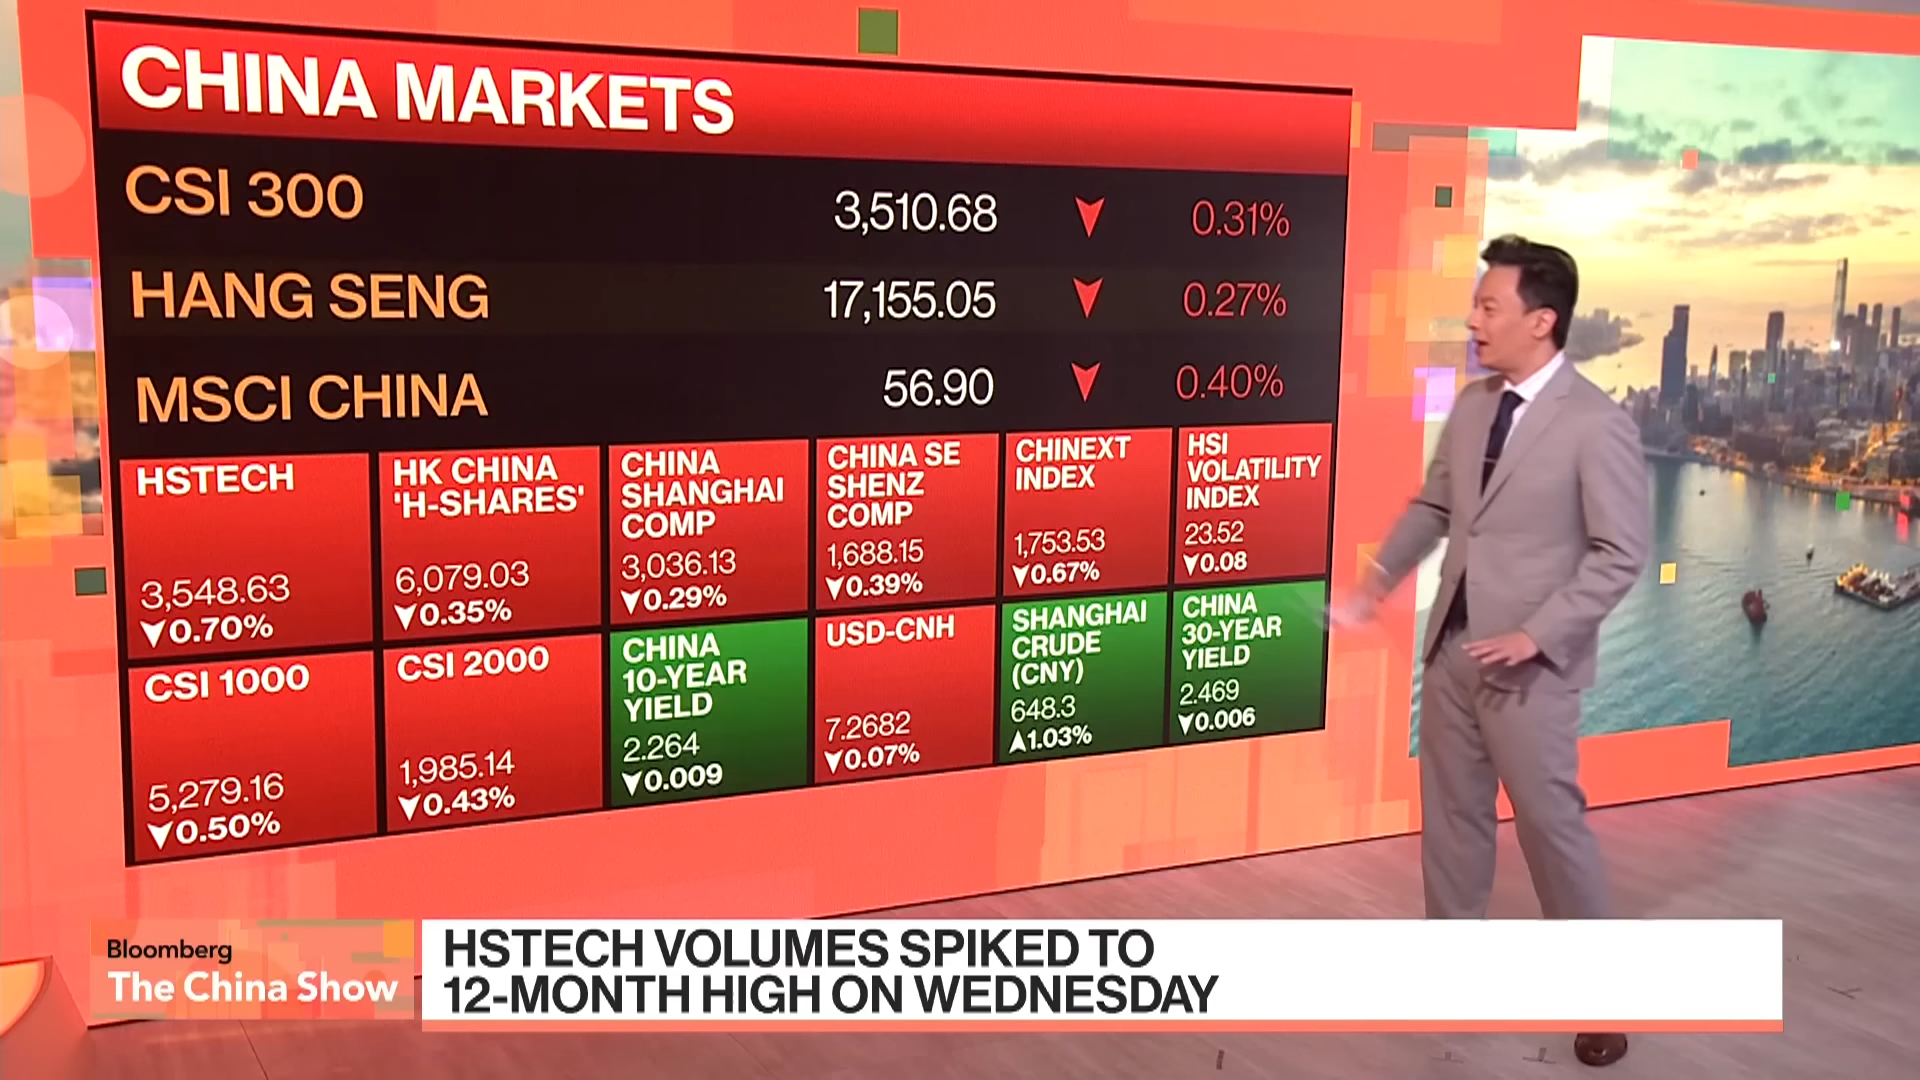 CHINA MARKETS
CSI 300 3,510.68 ▼ 0.31%
HANG SENG 17,155.05 ▼ 0.27%
MSCI CHINA 56.90 ▼ 0.40%
HSTECH
3,548.63
▼0.70%
HK CHINA
'H-SHARES'
6,079.03
▼0.35%
CHINA
SHANGHAI
COMP
3,036.13
▼0.29%
CHINA SE
SHENZ
COMP
1,688.15
▼0.39%
CHINEXT
INDEX
1,753.53
▼0.67%
HSI
VOLATILITY
INDEX
23.52
▼0.08
CSI 1000
5,279.16
▼0.50%
CSI 2000
1,985.14
▼0.43%
CHINA
10-YEAR
YIELD
2.264
▼0.009
USD-CNH
7.2682
▼0.07%
SHANGHAI
CRUDE
(CNY)
648.3
▲1.03%
CHINA
30-YEAR
YIELD
2.469
▼0.006
Bloomberg
The China Show
HSTECH VOLUMES SPIKED TO
12-MONTH HIGH ON WEDNESDAY